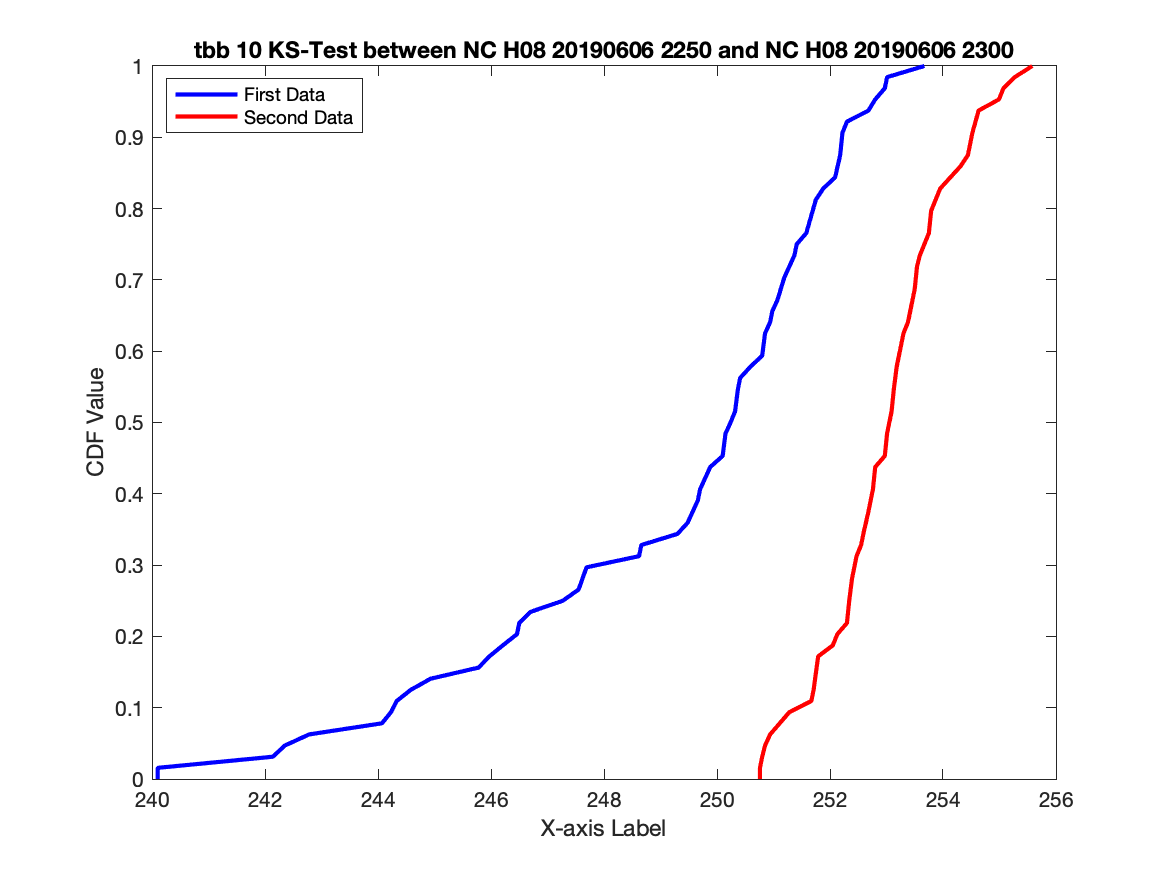 tbb 10 KS-Test between NC H08 20190606 2250 and NC H08 20190606 2300
First Data
Second Data
1
0.9
0.8
0.7
0.6
0.5
0.4
0.3
0.2
0.1
0
CDF Value
240 242 244 246 248 250 252 254 256
X-axis Label